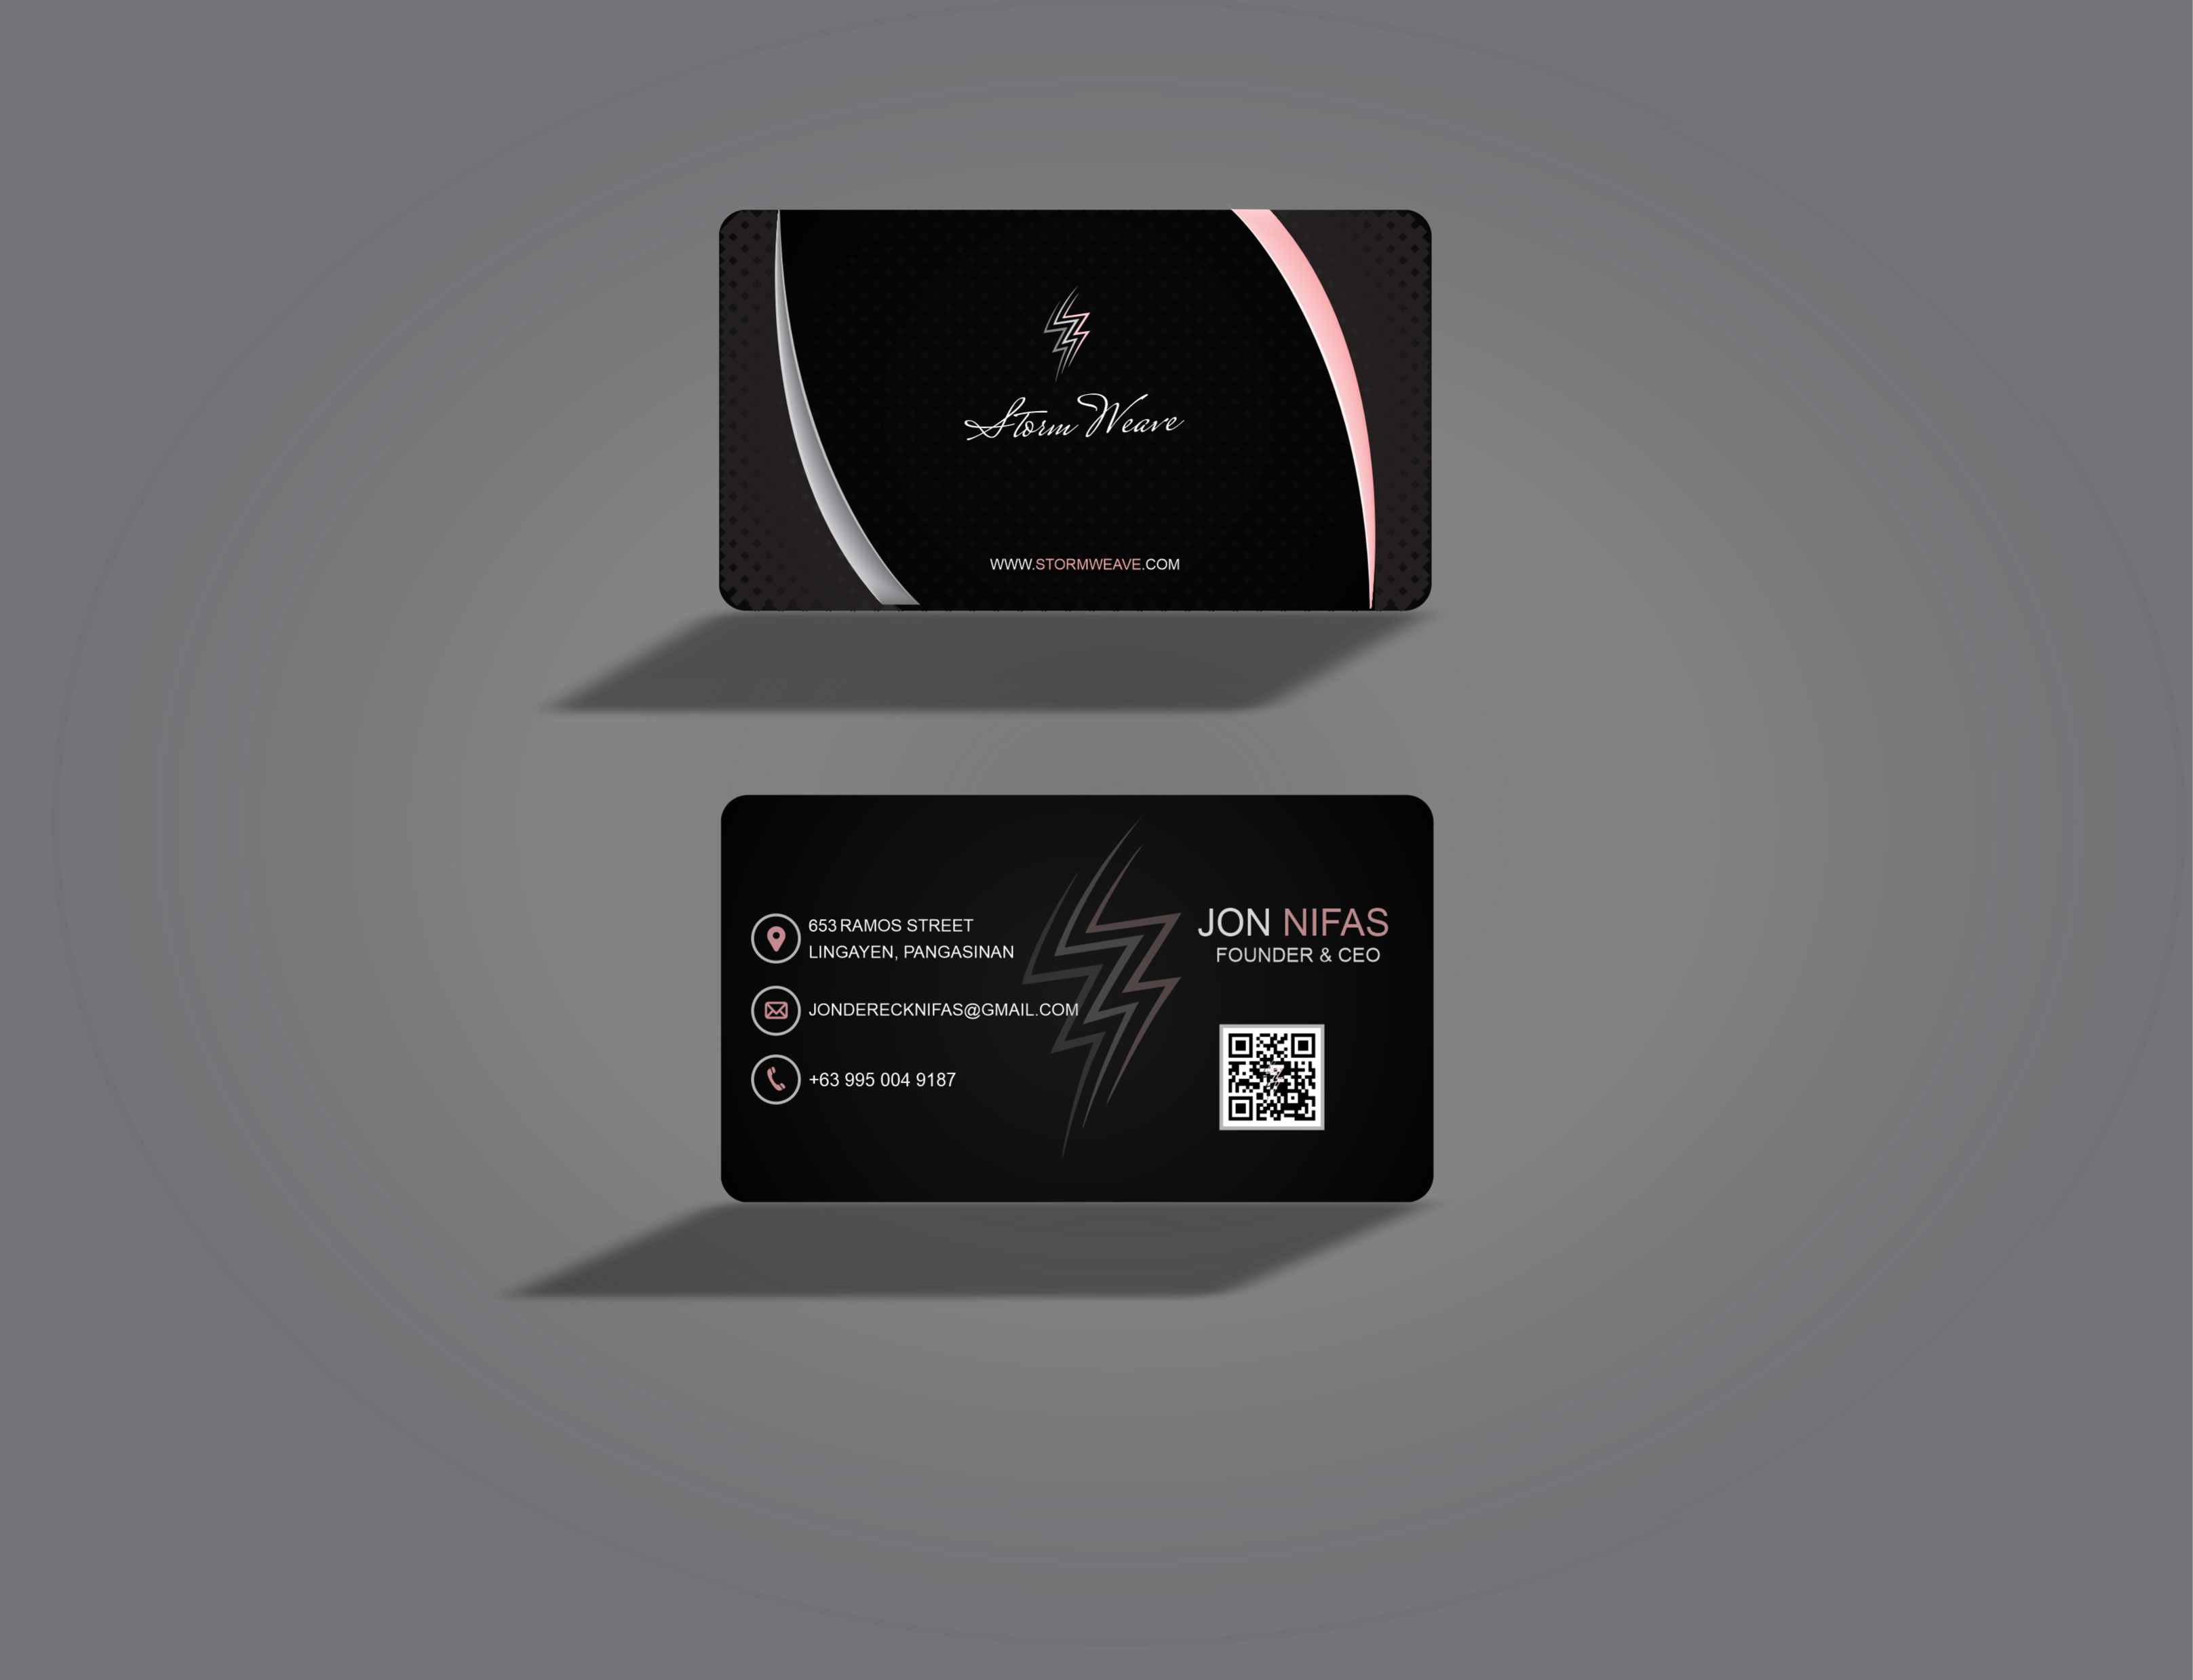 Storm Weave
WWW.STORMWEAVE.COM
653 RAMOS STREET
LINGAYEN, PANGASINAN
JONDERECKNIFAS@GMAIL.COM
+63 995 004 9187
JON NIFAS
FOUNDER & CEO